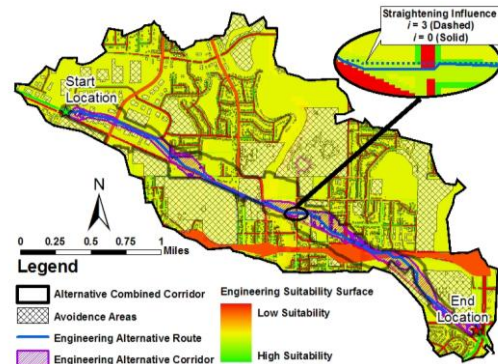 Straightening Influence
i = 3 (Dashed)
i = 0 (Solid)
Start
Location
N
0 0.25 0.5 0.75 1
Miles
Legend
Alternative Combined Corridor
Avoidence Areas
Engineering Alternative Route
Engineering Alternative Corridor
Engineering Suitability Surface
Low Suitability
High Suitability
End
Location